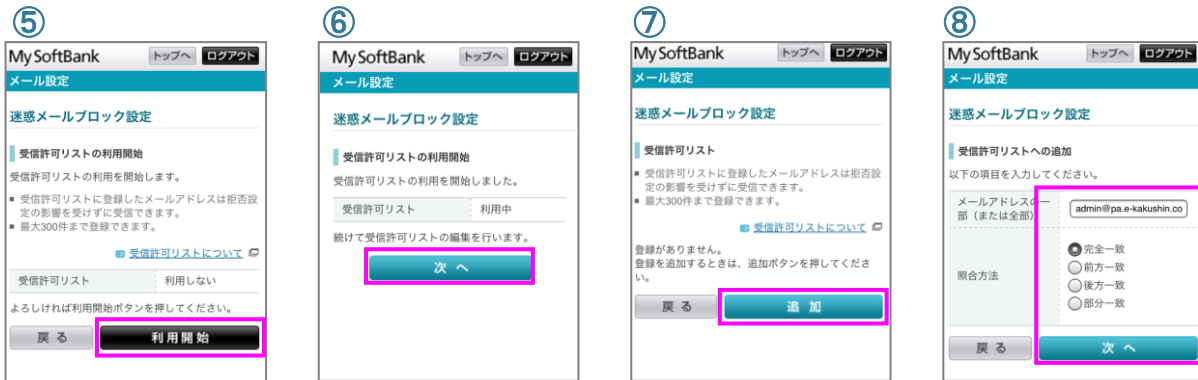 ⑤
My SoftBank トップへ ログアウト
メール設定
迷惑メールブロック設定
受信許可リストの利用開始
受信許可リストの利用を開始します。
■ 受信許可リストに登録したメールアドレスは拒否設
定の影響を受けずに受信できます。
■ 最大300件まで登録できます。
受信許可リストについて
受信許可リスト 利用しない
よろしければ利用開始ボタンを押してください。
戻る 利用開始
⑥
My SoftBank トップへ ログアウト
メール設定
迷惑メールブロック設定
受信許可リストの利用開始
受信許可リストの利用を開始しました。
受信許可リスト 利用中
続けて受信許可リストの編集を行います。
次へ
⑦
My SoftBank トップへ ログアウト
メール設定
迷惑メールブロック設定
受信許可リスト
■ 受信許可リストに登録したメールアドレスは拒否設
定の影響を受けずに受信できます。
■ 最大300件まで登録できます。
受信許可リストについて
登録がありません。
登録を追加するときは、追加ボタンを押してくださ
い。
戻る 追加
⑧
My SoftBank トップへ ログアウト
メール設定
迷惑メールブロック設定
受信許可リストへの追加
以下の項目を入力してください。
メールアドレスの一
部（または全部） admin@pa.e-kakushin.co
照合方法
完全一致
前方一致
後方一致
部分一致
戻る 次へ